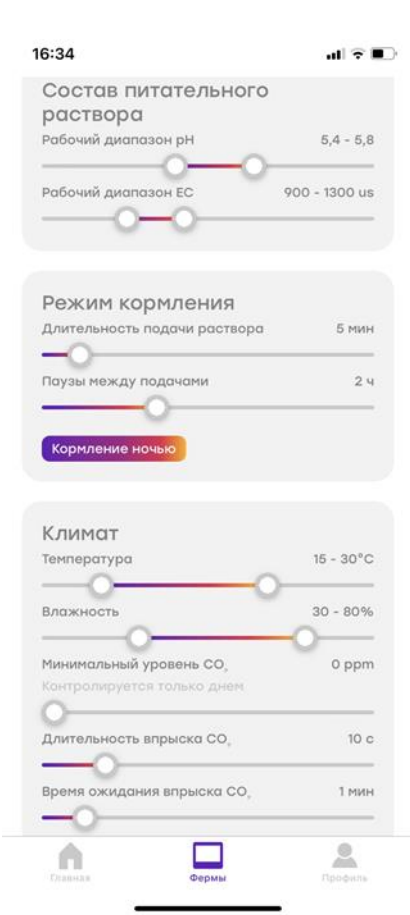 16:34
Состав питательного
раствора
Рабочий диапазон pH 5,4 - 5,8
Рабочий диапазон EC 900 - 1300 us
Режим кормления
Длительность подачи раствора 5 мин
Паузы между подачами 2 ч
Кормление ночью
Климат
Температура 15 - 30°C
Влажность 30 - 80%
Минимальный уровень CO₂ 0 ppm
Контролируется только днем
Длительность впрыска CO₂ 10 с
Время ожидания впрыска CO₂ 1 мин
Главная Фермы Профиль